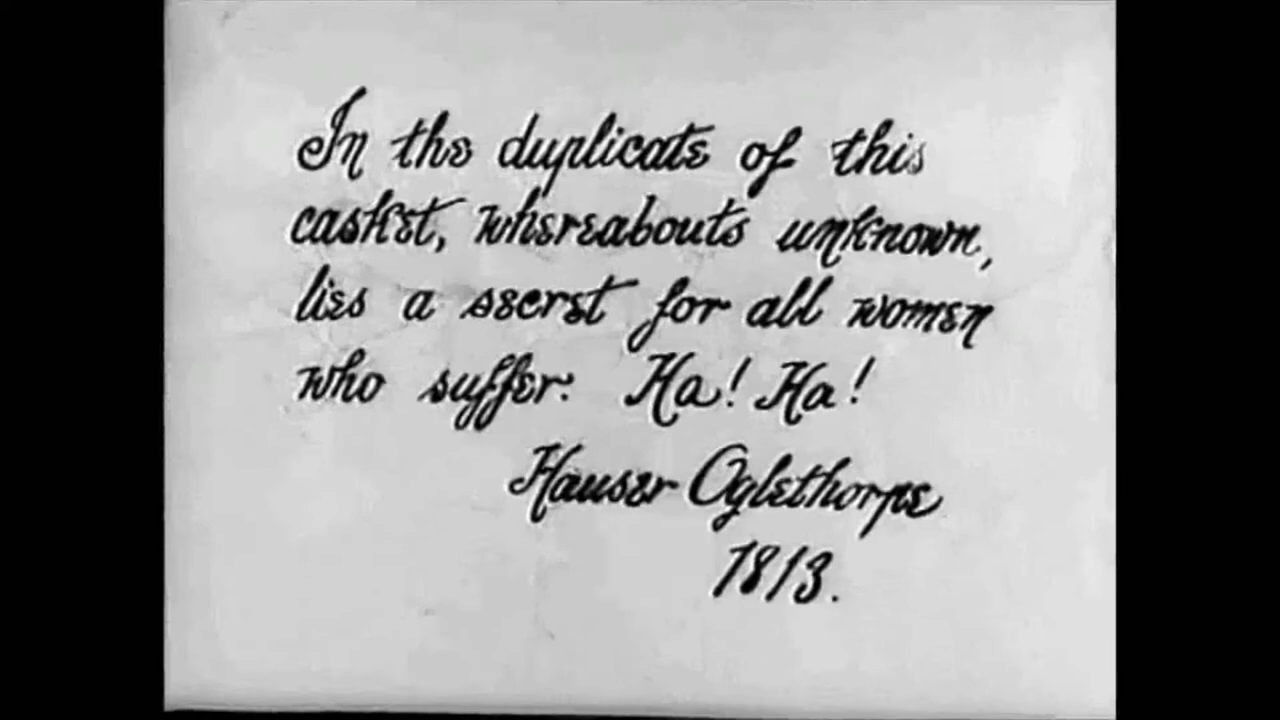 In the duplicate of this
casket, whereabouts unknown,
lies a secret for all women
who suffer. Ha! Ha!
Hauser Oglethorpe
1813.